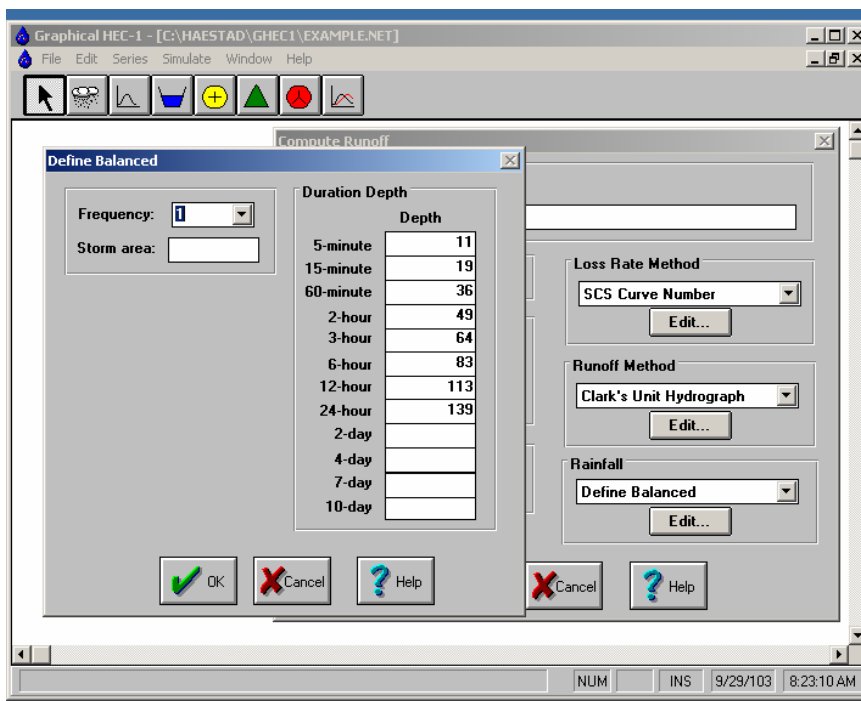 Graphical HEC-1 - [C:\HAESTAD\GHEC1\EXAMPLE.NET]
File Edit Series Simulate Window Help
Compute Runoff
Define Balanced
Frequency: 1
Storm area:
Duration Depth
Depth
5-minute 11
15-minute 19
60-minute 36
2-hour 49
3-hour 64
6-hour 83
12-hour 113
24-hour 139
2-day
4-day
7-day
10-day
OK
Cancel
Help
Loss Rate Method
SCS Curve Number
Edit...
Runoff Method
Clark's Unit Hydrograph
Edit...
Rainfall
Define Balanced
Edit...
Cancel
Help
NUM INS 9/29/103 8:23:10 AM